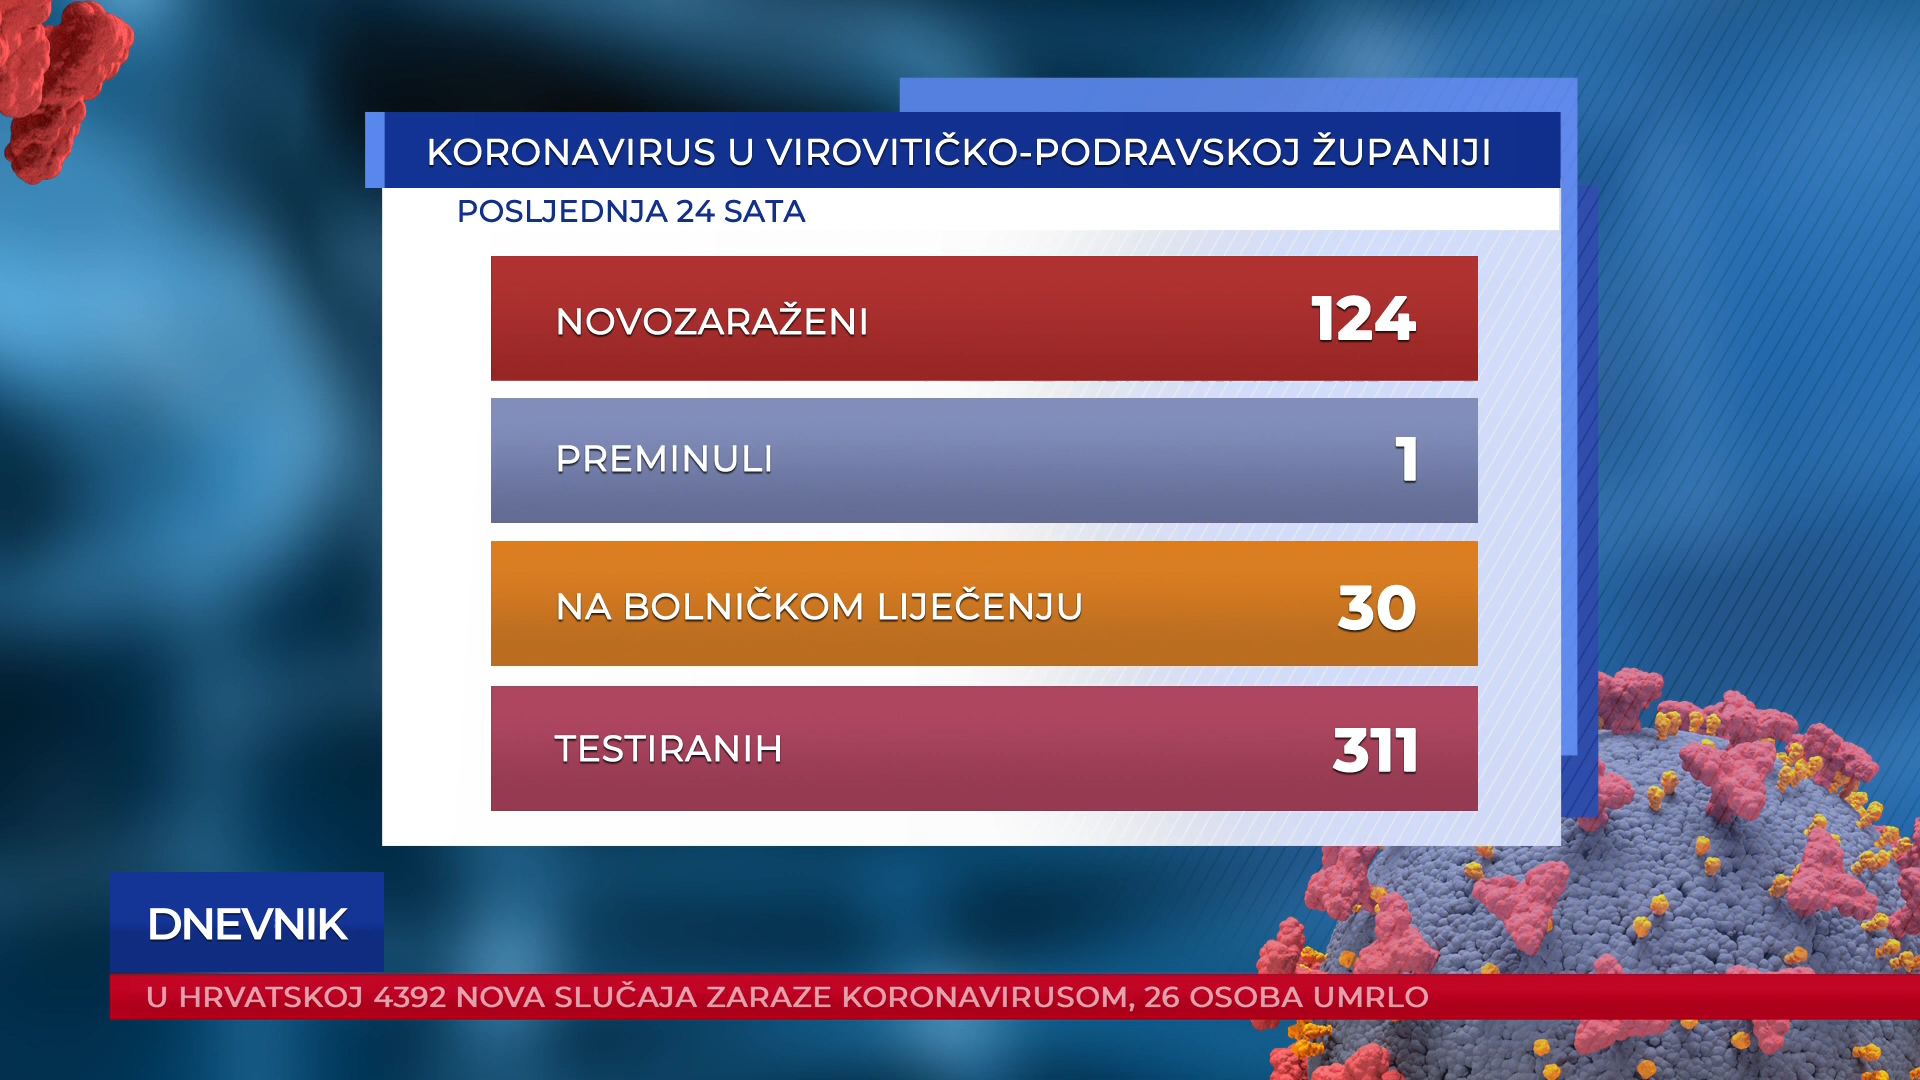 KORONAVIRUS U VIROVITIČKO-PODRAVSKOJ ŽUPANIJI
POSLJEDNJA 24 SATA
NOVOZARAŽENI 124
PREMINULI 1
NA BOLNIČKOM LIJEČENJU 30
TESTIRANIH 311
DNEVNIK
U HRVATSKOJ 4392 NOVA SLUČAJA ZARAZE KORONAVIRUSOM, 26 OSOBA UMRLO